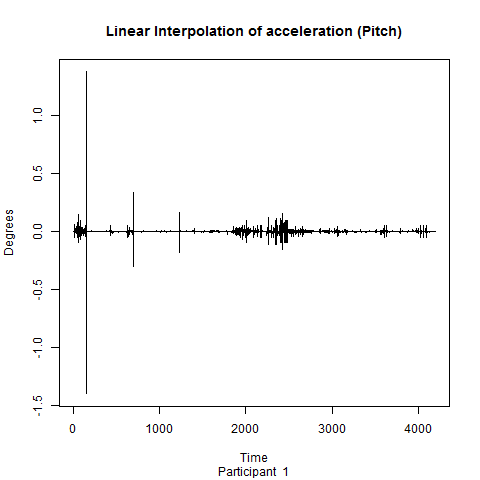 Linear Interpolation of acceleration (Pitch)
Degrees
1.0
0.5
0.0
-0.5
-1.0
-1.5
0 1000 2000 3000 4000
Time
Participant 1